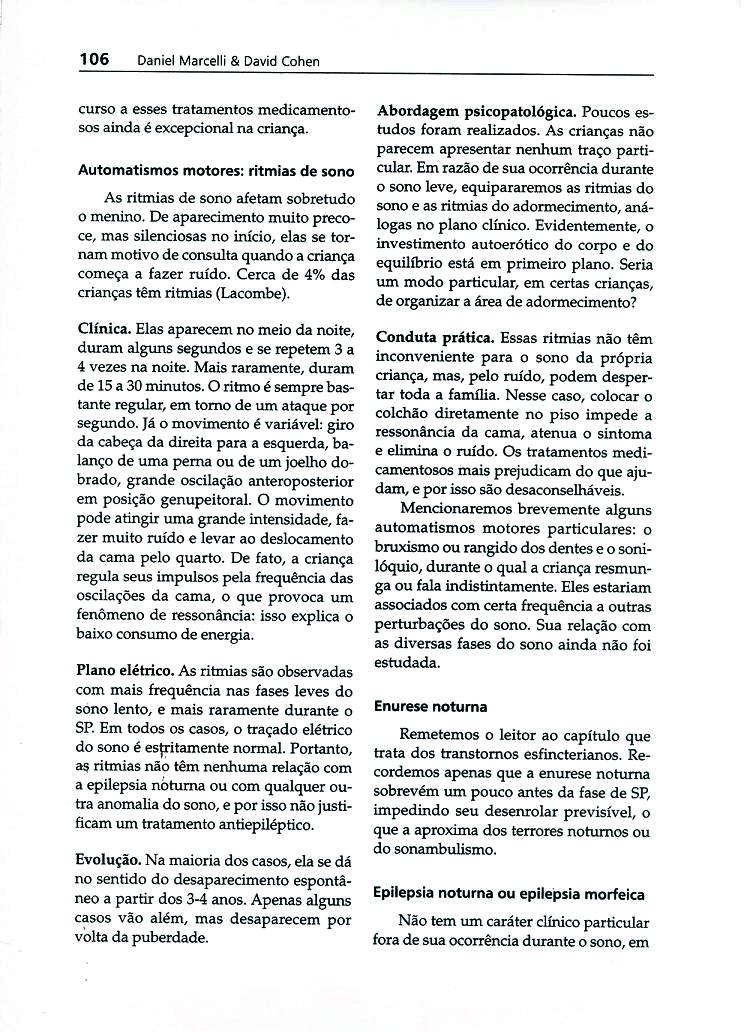 106 Daniel Marcelli & David Cohen
curso a esses tratamentos medicamento-
sos ainda é excepcional na criança.
Automatismos motores: ritmias de sono
As ritmias de sono afetam sobretudo
o menino. De aparecimento muito preco-
ce, mas silenciosas no início, elas se tor-
nam motivo de consulta quando a criança
começa a fazer ruído. Cerca de 4% das
crianças têm ritmias (Lacombe).
Clínica. Elas aparecem no meio da noite,
duram alguns segundos e se repetem 3 a
4 vezes na noite. Mais raramente, duram
de 15 a 30 minutos. O ritmo é sempre bas-
tante regular, em torno de um ataque por
segundo. Já o movimento é variável: giro
da cabeça da direita para a esquerda, ba-
lanço de uma perna ou de um joelho do-
brado, grande oscilação anteroposterior
em posição genupeitoral. O movimento
pode atingir uma grande intensidade, fa-
zer muito ruído e levar ao deslocamento
da cama pelo quarto. De fato, a criança
regula seus impulsos pela frequência das
oscilações da cama, o que provoca um
fenômeno de ressonância: isso explica o
baixo consumo de energia.
Plano elétrico. As ritmias são observadas
com mais frequência nas fases leves do
sono lento, e mais raramente durante o
SP. Em todos os casos, o traçado elétrico
do sono é estritamente normal. Portanto,
as ritmias não têm nenhuma relação com
a epilepsia noturna ou com qualquer ou-
tra anomalia do sono, e por isso não justi-
ficam um tratamento antiepiléptico.
Evolução. Na maioria dos casos, ela se dá
no sentido do desaparecimento espontâ-
neo a partir dos 3-4 anos. Apenas alguns
casos vão além, mas desaparecem por
volta da puberdade.
Abordagem psicopatológica. Poucos es-
tudos foram realizados. As crianças não
parecem apresentar nenhum traço parti-
cular. Em razão de sua ocorrência durante
o sono leve, equipararemos as ritmias do
sono e as ritmias do adormecimento, aná-
logas no plano clínico. Evidentemente, o
investimento autoerótico do corpo e do
equilíbrio está em primeiro plano. Seria
um modo particular, em certas crianças,
de organizar a área de adormecimento?
Conduta prática. Essas ritmias não têm
inconveniente para o sono da própria
criança, mas, pelo ruído, podem desper-
tar toda a família. Nesse caso, colocar o
colchão diretamente no piso impede a
ressonância da cama, atenua o sintoma
e elimina o ruído. Os tratamentos medi-
camentosos mais prejudicam do que aju-
dam, e por isso são desaconselháveis.
Mencionaremos brevemente alguns
automatismos motores particulares: o
bruxismo ou rangido dos dentes e o soni-
lóquio, durante o qual a criança resmun-
ga ou fala indistintamente. Eles estariam
associados com certa frequência a outras
perturbações do sono. Sua relação com
as diversas fases do sono ainda não foi
estudada.
Enurese noturna
Remetemos o leitor ao capítulo que
trata dos transtornos esfincterianos. Re-
cordemos apenas que a enurese noturna
sobrevém um pouco antes da fase de SP,
impedindo seu desenrolar previsível, o
que a aproxima dos terrores noturnos ou
do sonambulismo.
Epilepsia noturna ou epilepsia morfeica
Não tem um caráter clínico particular
fora de sua ocorrência durante o sono, em